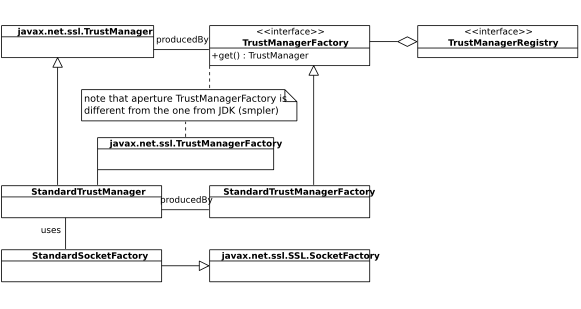 javax.net.ssl.TrustManager
producedBy
<<interface>>
TrustManagerFactory
+get() : TrustManager
<<interface>>
TrustManagerRegistry
note that aperture TrustManagerFactory is
different from the one from JDK (smpler)
javax.net.ssl.TrustManagerFactory
StandardTrustManager
producedBy
StandardTrustManagerFactory
uses
StandardSocketFactory
javax.net.ssl.SSL.SocketFactory